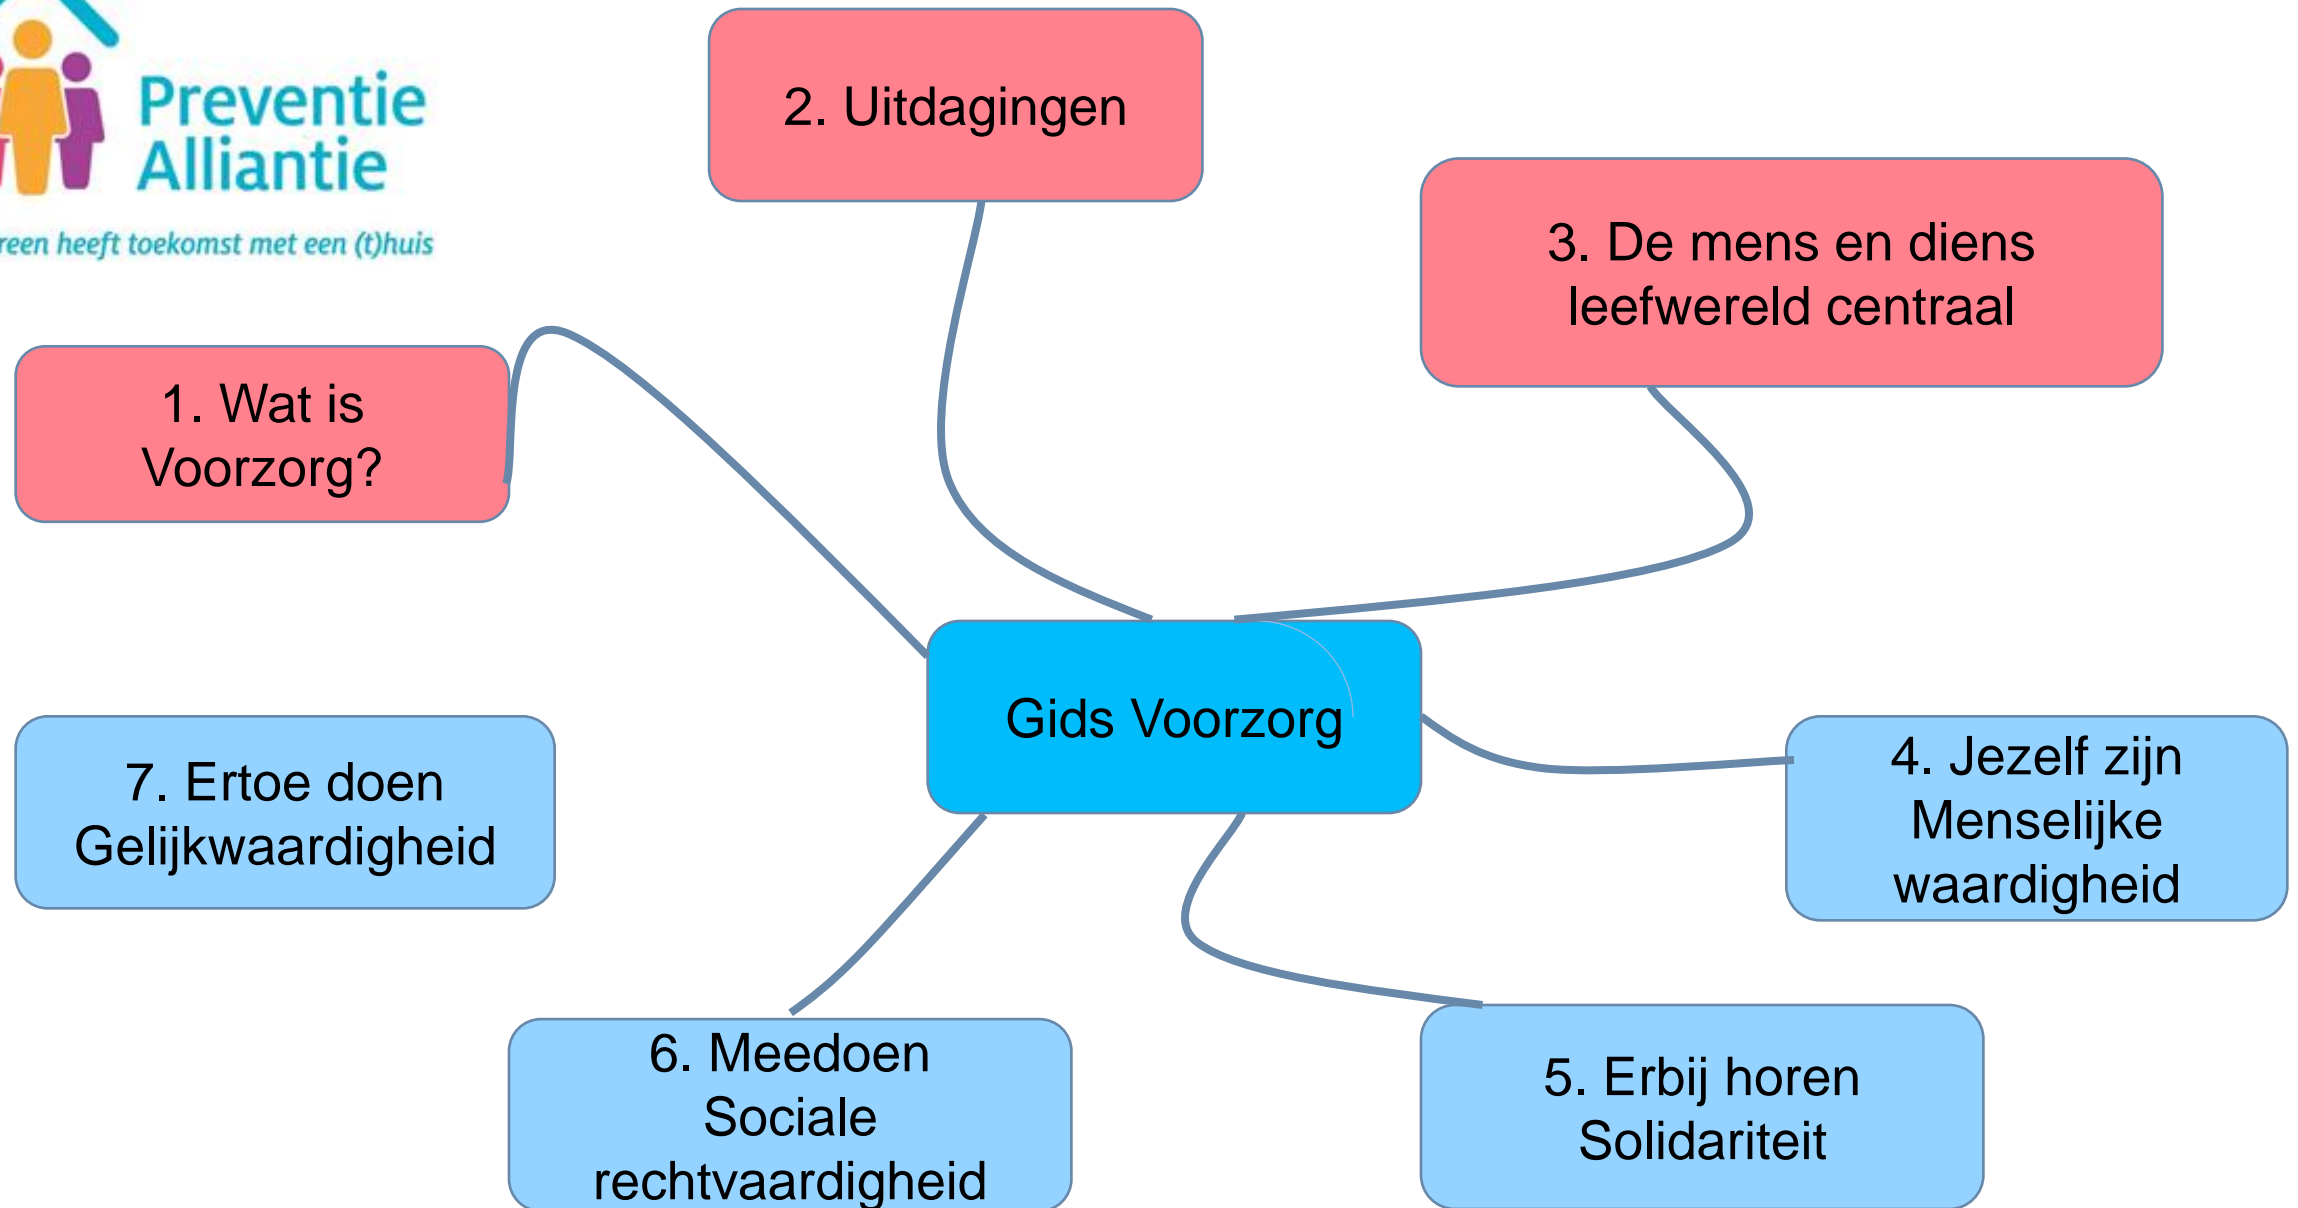 Preventie
Alliantie
reen heeft toekomst met een (t)huis
2. Uitdagingen
3. De mens en diens
leefwereld centraal
1. Wat is
Voorzorg?
Gids Voorzorg
7. Ertoe doen
Gelijkwaardigheid
4. Jezelf zijn
Menselijke
waardigheid
6. Meedoen
Sociale
rechtvaardigheid
5. Erbij horen
Solidariteit